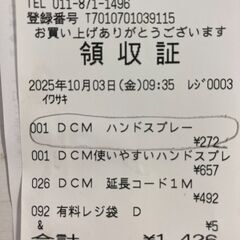 TEL 011-871-1496
登録番号 T7010701039115
お買い上げありがとうございます
領収証
2025年10月03日(金)09:35 レジ0003
イワサキ
001 DCM ハンドスプレー
¥272
001 DCM使いやすいハンドスプレ
¥657
026 DCM 延長コード1M
¥492
092 有料レジ袋 D
&
¥5
合計 ¥1,426